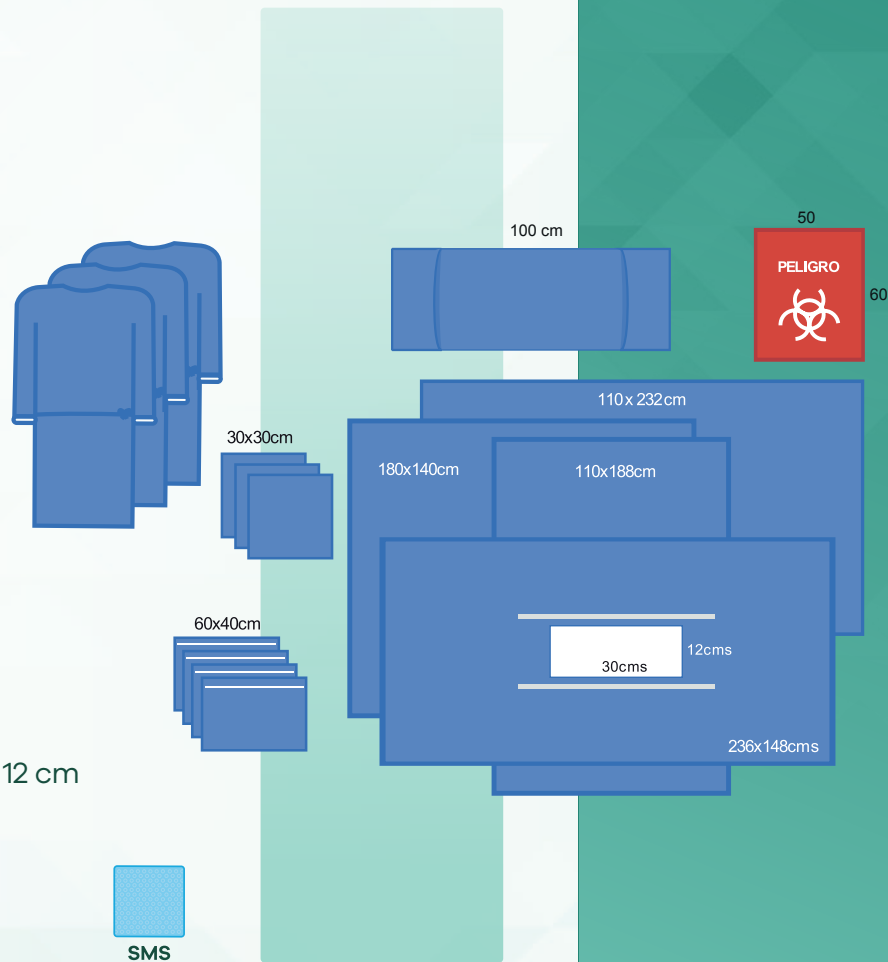 50
100 cm
PELIGRO
60
110 x 232cm
30x30cm
180x140cm
110x188cm
60x40cm
12cms
30cms
236x148cms
12 cm
SMS